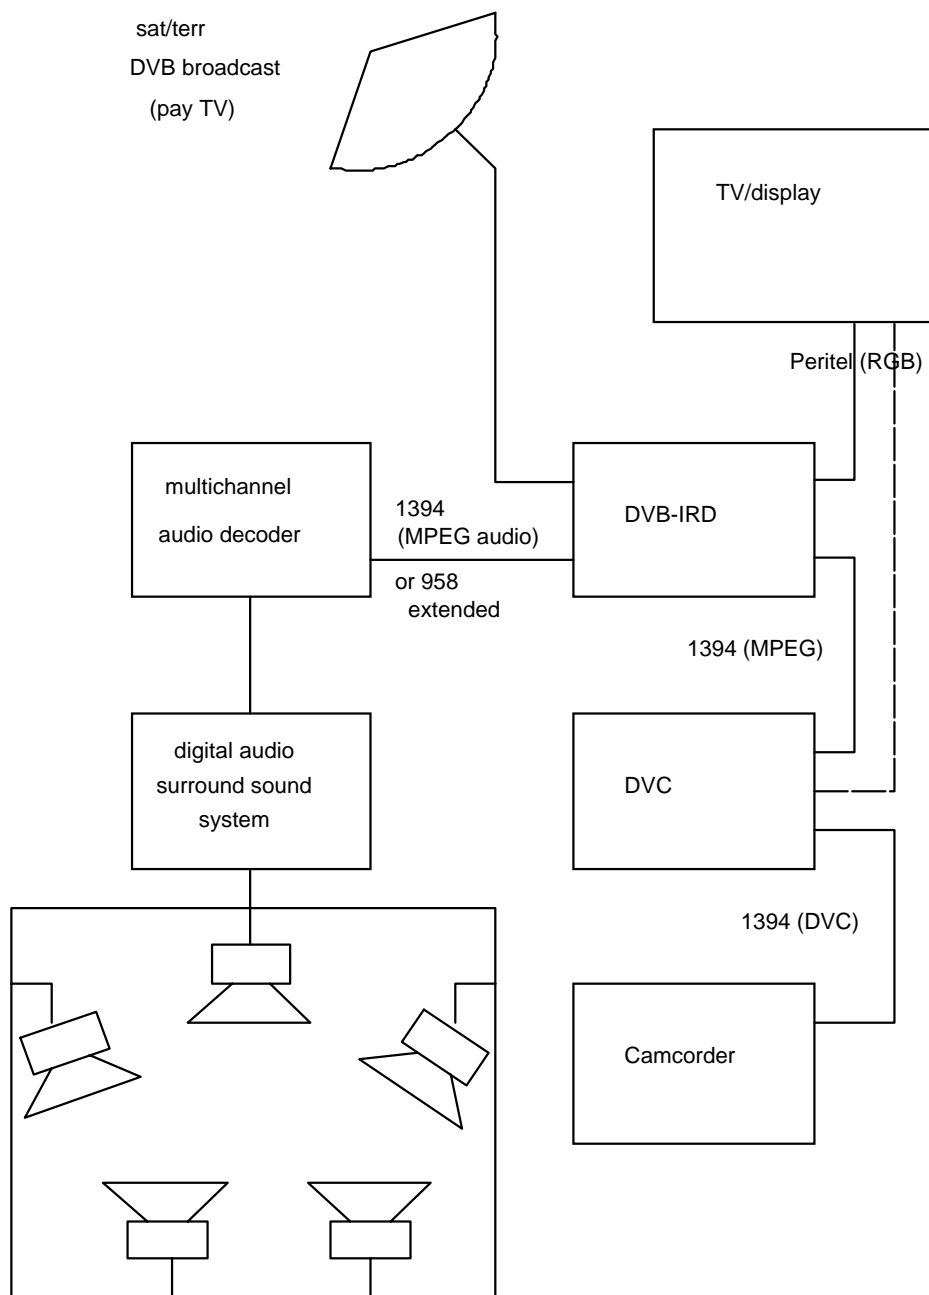 sat/terr
DVB broadcast
(pay TV)
TV/display
Peritel (RGB)
multichannel
audio decoder
1394
(MPEG audio)
or 958
extended
DVB-IRD
1394 (MPEG)
digital audio
surround sound
system
DVC
1394 (DVC)
Camcorder